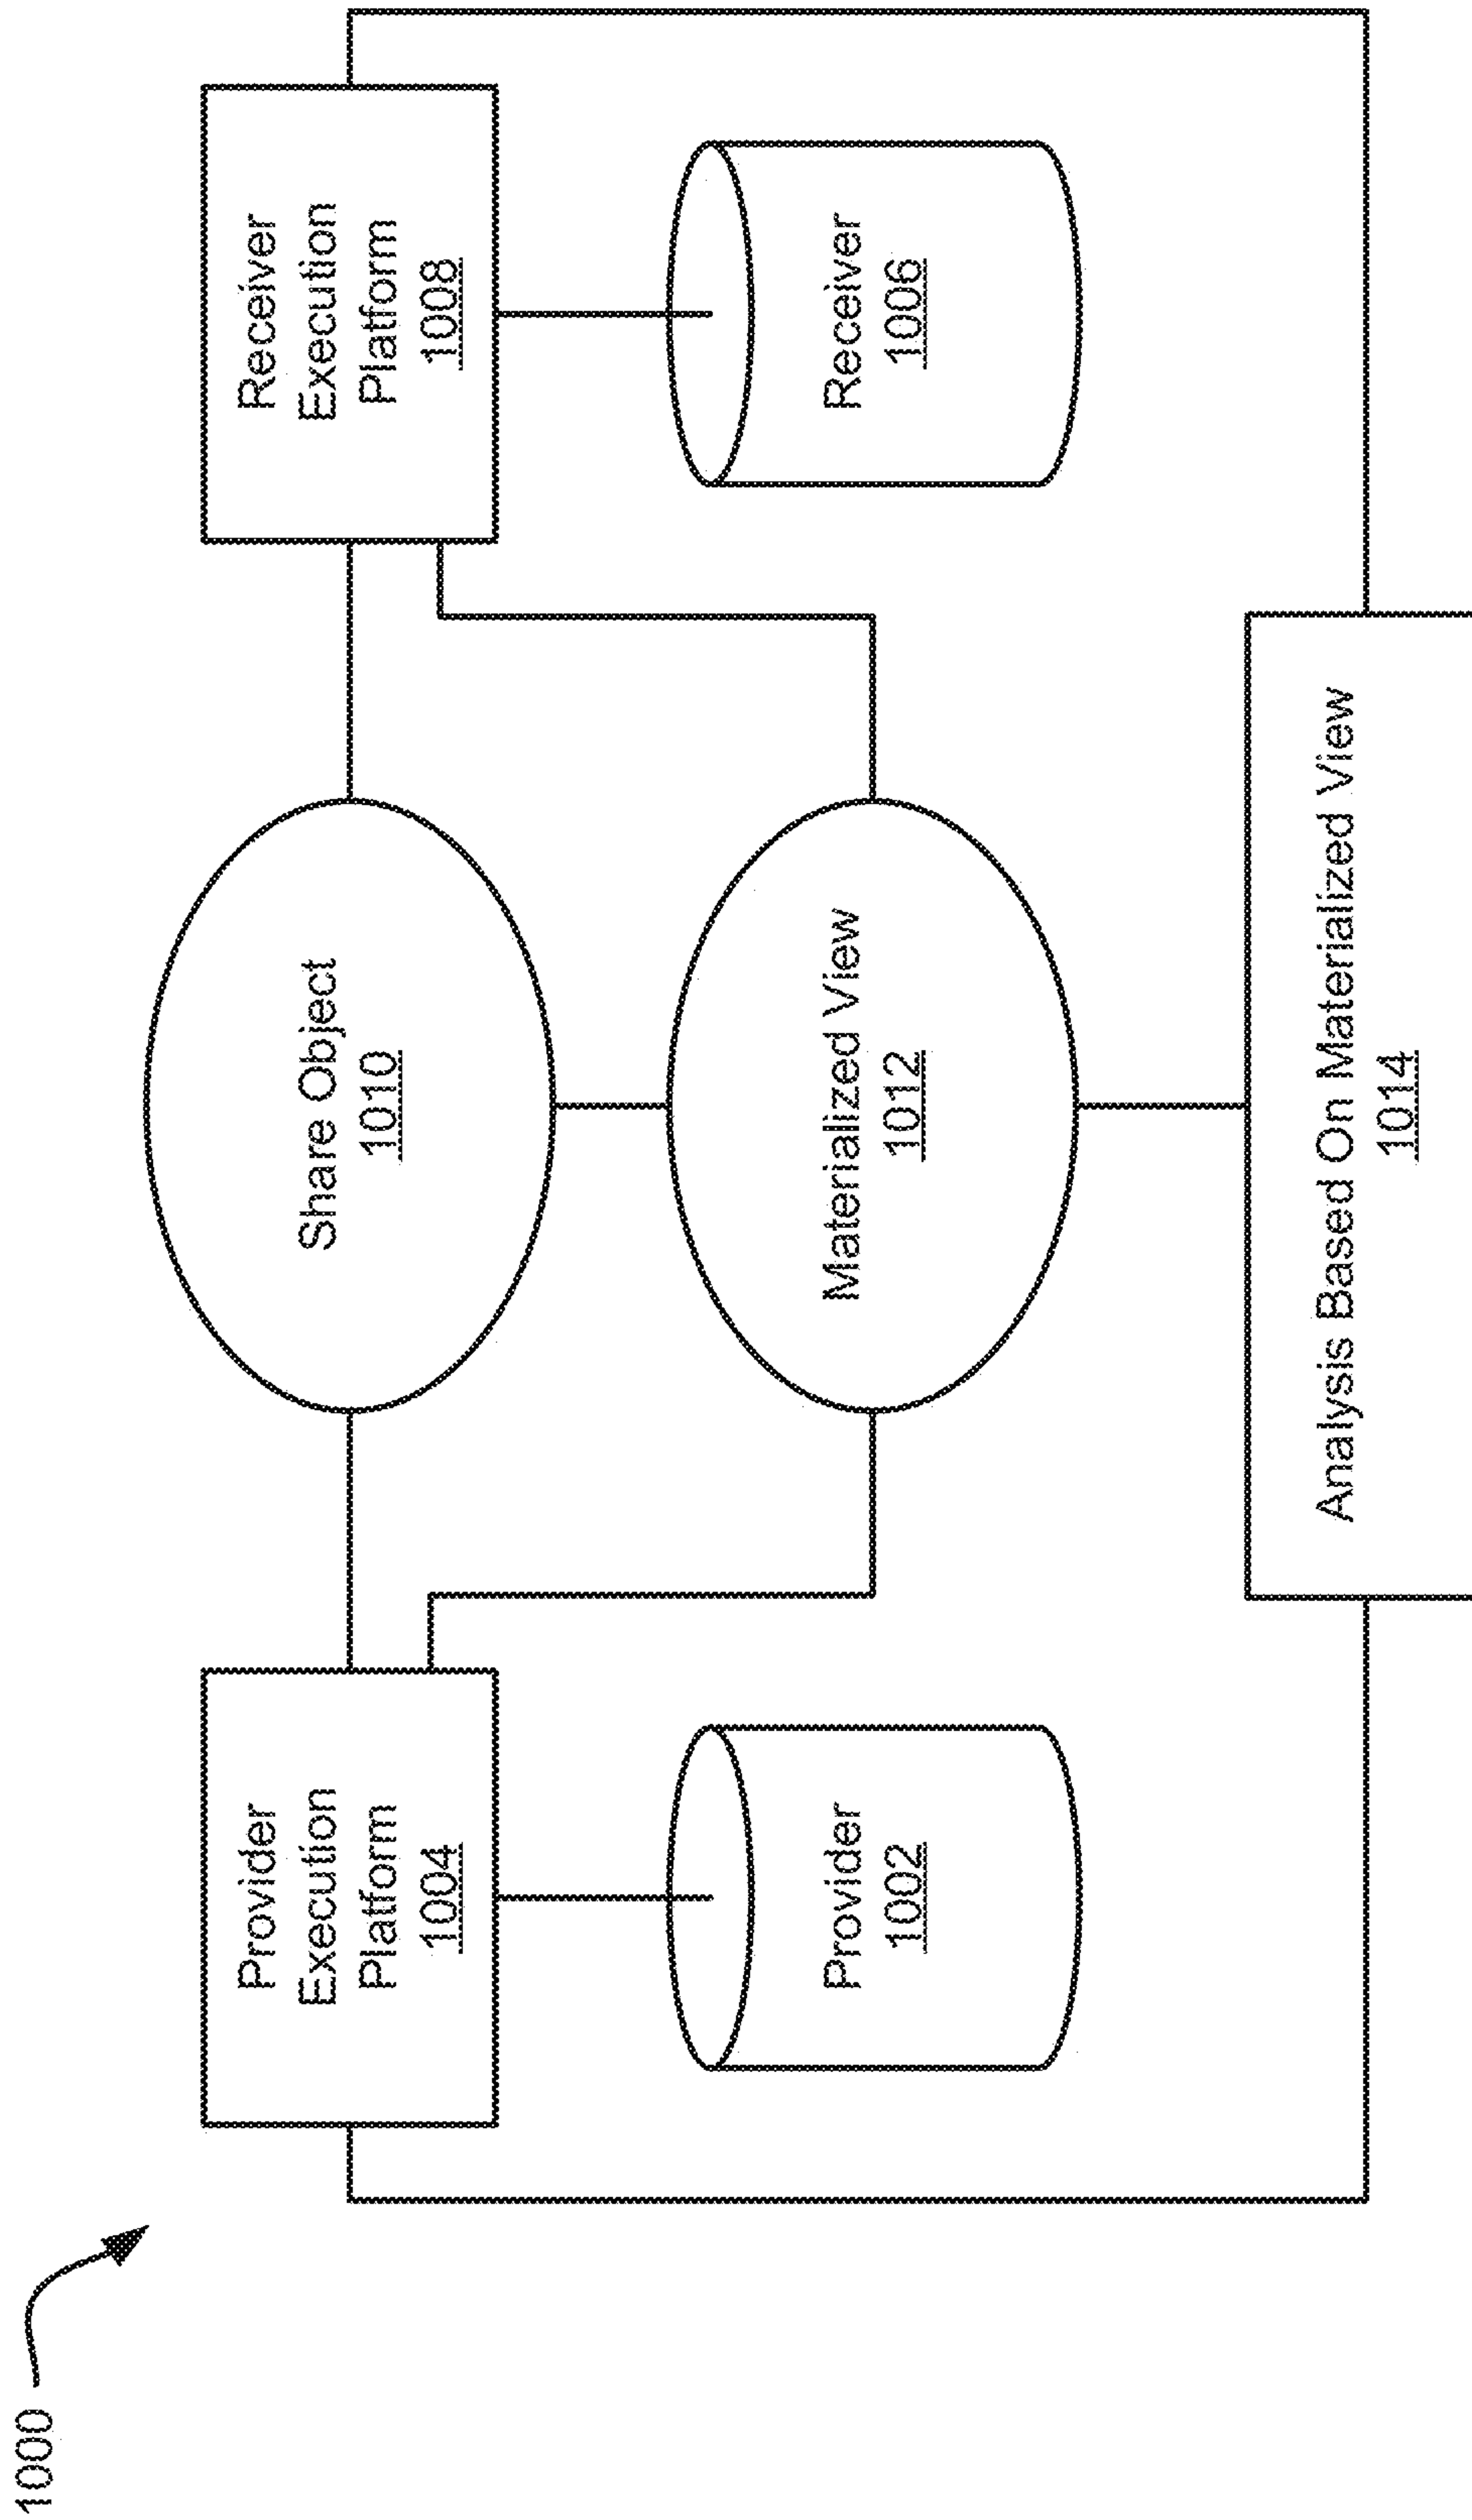 1000
Provider
Execution
Platform
1004
Share Object
1010
Receiver
Execution
Platform
1008
Provider
1002
Materialized View
1012
Receiver
1006
Analysis Based On Materialized View
1014